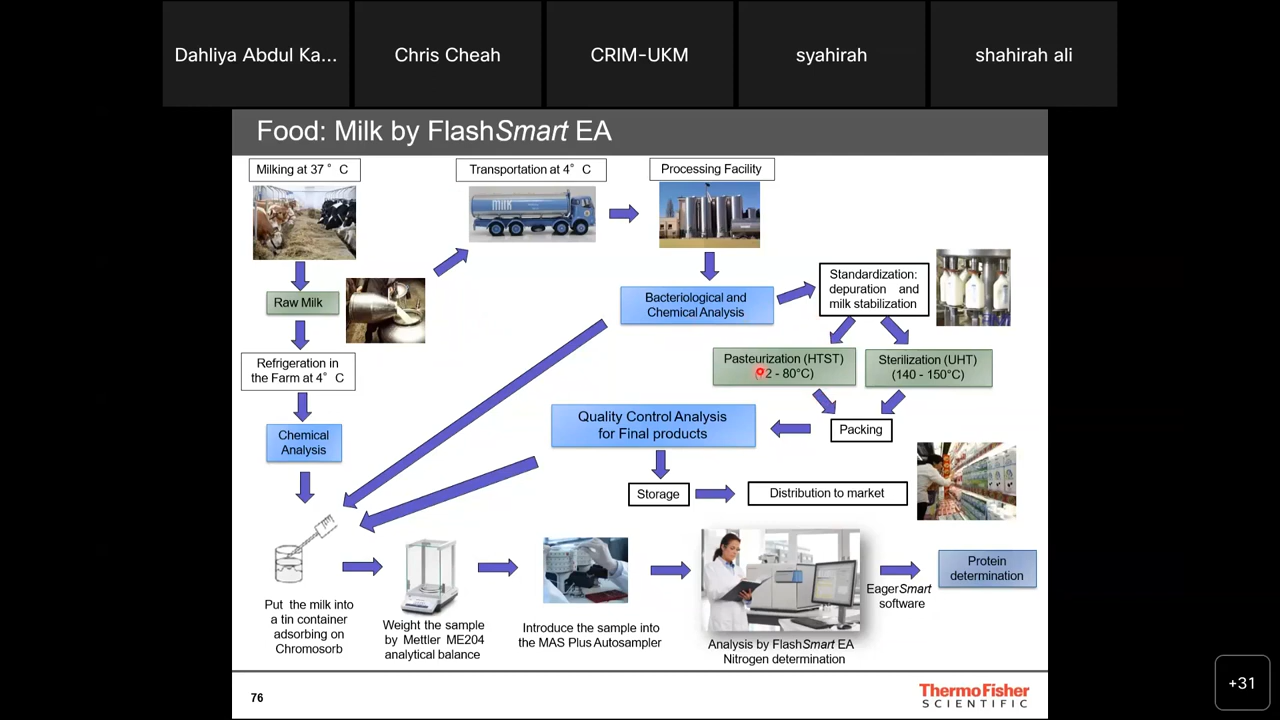 Dahliya Abdul Ka...
Chris Cheah
CRIM-UKM
syahirah
shahirah ali
Food: Milk by FlashSmart EA
Milking at 37 ° C
Transportation at 4° C
Processing Facility
milk
Raw Milk
Refrigeration in
the Farm at 4° C
Chemical
Analysis
Bacteriological and
Chemical Analysis
Standardization:
depuration and
milk stabilization
Pasteurization (HTST)
2 - 80°C)
Sterilization (UHT)
(140 - 150°C)
Packing
Quality Control Analysis
for Final products
Storage
Distribution to market
Put the milk into
a tin container
adsorbing on
Chromosorb
Weight the sample
by Mettler ME204
analytical balance
Introduce the sample into
the MAS Plus Autosampler
Analysis by FlashSmart EA
Nitrogen determination
EagerSmart
software
Protein
determination
76
ThermoFisher
SCIENTIFIC
+31